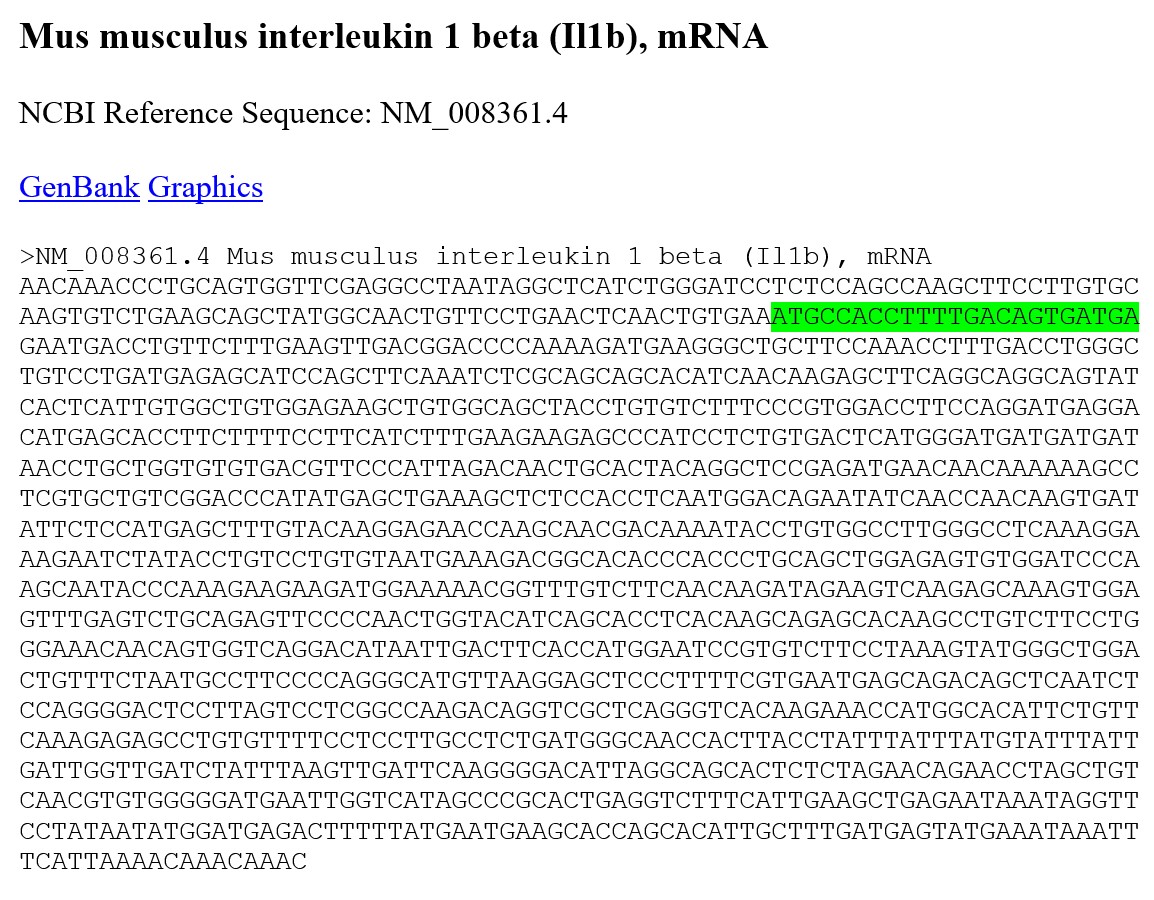 Mus musculus interleukin 1 beta (Il1b), mRNA
NCBI Reference Sequence: NM_008361.4
GenBank Graphics
>NM_008361.4 Mus musculus interleukin 1 beta (Il1b), mRNA
AACAAACCCTGCAGTGGTTCGAGGCCTAATAGGCTCATCTGGGATCCTCTCCAGCCAAGCTTCCTTGTGC
AAGTGTCTGAAGCAGCTATGGCAACTGTTCCTGAACTCAACTGTGAAATGCCACCTTTTGACAGTGATGA
GAATGACCTGTTCTTTGAAGTTGACGGACCCCAAAAGATGAAGGGCTGCTTCCAAACCTTTGACCTGGGC
TGTCCTGATGAGAGCATCCAGCTTCAAATCTCGCAGCAGCACATCAACAAGAGCTTCAGGCAGGCAGTAT
CACTCATTGTGGCTGTGGAGAAGCTGTGGCAGCTACCTGTGTCTTTCCCGTGGACCTTCCAGGATGAGGA
CATGAGCACCTTCTTTTCCTTCATCTTTGAAGAAGAGCCCATCCTCTGTGACTCATGGGATGATGATGAT
AACCTGCTGGTGTGTGACGTTCCCATTAGACAACTGCACTACAGGCTCCGAGATGAACAACAAAAAAGCC
TCGTGCTGTCGGACCCATATGAGCTGAAAGCTCTCCACCTCAATGGACAGAATATCAACCAACAAGTGAT
ATTCTCCATGAGCTTTGTACAAGGAGAACCAAGCAACGACAAAATACCTGTGGCCTTGGGCCTCAAAGGA
AAGAATCTATACCTGTCCTGTGTAATGAAAGACGGCACACCCACCCTGCAGCTGGAGAGTGTGGATCCCA
AGCAATACCCAAAGAAGAAGATGGAAAAACGGTTTGTCTTCAACAAGATAGAAGTCAAGAGCAAAGTGGA
GTTTGAGTCTGCAGAGTTCCCCAACTGGTACATCAGCACCTCACAAGCAGAGCACAAGCCTGTCTTCCTG
GGAAACAACAGTGGTCAGGACATAATTGACTTCACCATGGAATCCGTGTCTTCCTAAAGTATGGGCTGGA
CTGTTTCTAATGCCTTCCCCAGGGCATGTTAAGGAGCTCCCTTTTCGTGAATGAGCAGACAGCTCAATCT
CCAGGGGACTCCTTAGTCCTCGGCCAAGACAGGTCGCTCAGGGTCACAAGAAACCATGGCACATTCTGTT
CAAAGAGAGCCTGTGTTTTCCTCCTTGCCTCTGATGGGCAACCACTTACCTATTTATTTATGTATTTATT
GATTGGTTGATCTATTTAAGTTGATTCAAGGGGACATTAGGCAGCACTCTCTAGAACAGAACCTAGCTGT
CAACGTGTGGGGGATGAATTGGTCATAGCCCGCACTGAGGTCTTTCATTGAAGCTGAGAATAAATAGGTT
CCTATAATATGGATGAGACTTTTTATGAATGAAGCACCAGCACATTGCTTTGATGAGTATGAAATAAATT
TCATTAAAACAAACAAAC